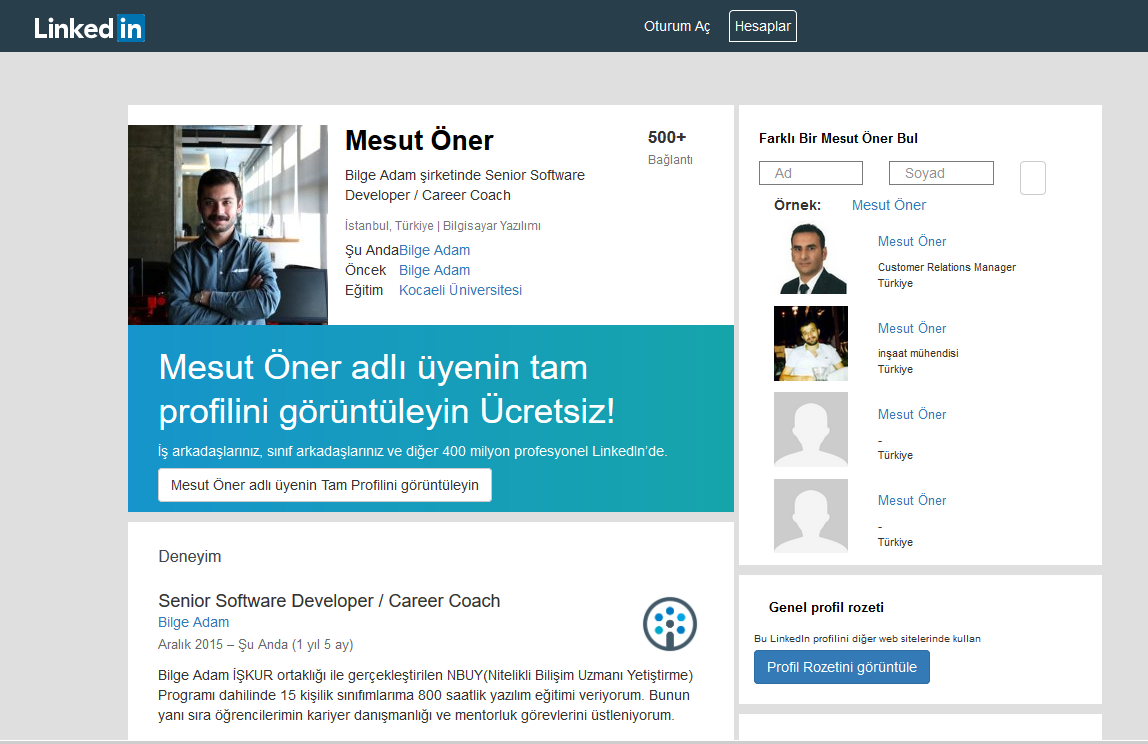 Linked in
Oturum Aç
Hesaplar
Mesut Öner
500+
Bağlantı
Bilge Adam şirketinde Senior Software
Developer / Career Coach
İstanbul, Türkiye | Bilgisayar Yazılımı
Şu Anda Bilge Adam
Öncek Bilge Adam
Eğitim Kocaeli Üniversitesi
Mesut Öner adlı üyenin tam
profilini görüntüleyin Ücretsiz!
İş arkadaşlarınız, sınıf arkadaşlarınız ve diğer 400 milyon profesyonel LinkedIn'de.
Mesut Öner adlı üyenin Tam Profilini görüntüleyin
Deneyim
Senior Software Developer / Career Coach
Bilge Adam
Aralık 2015 – Şu Anda (1 yıl 5 ay)
Bilge Adam İŞKUR ortaklığı ile gerçekleştirilen NBUY(Nitelikli Bilişim Uzmanı Yetiştirme)
Programı dahilinde 15 kişilik sınıfımlarıma 800 saatlik yazılım eğitimi veriyorum. Bunun
yanı sıra öğrencilerimin kariyer danışmanlığı ve mentorluk görevlerini üstleniyorum.
Farklı Bir Mesut Öner Bul
Ad
Soyad
Örnek: Mesut Öner
Mesut Öner
Customer Relations Manager
Türkiye
Mesut Öner
inşaat mühendisi
Türkiye
Mesut Öner
-
Türkiye
Mesut Öner
-
Türkiye
Genel profil rozeti
Bu LinkedIn profilini diğer web sitelerinde kullan
Profil Rozetini görüntüle